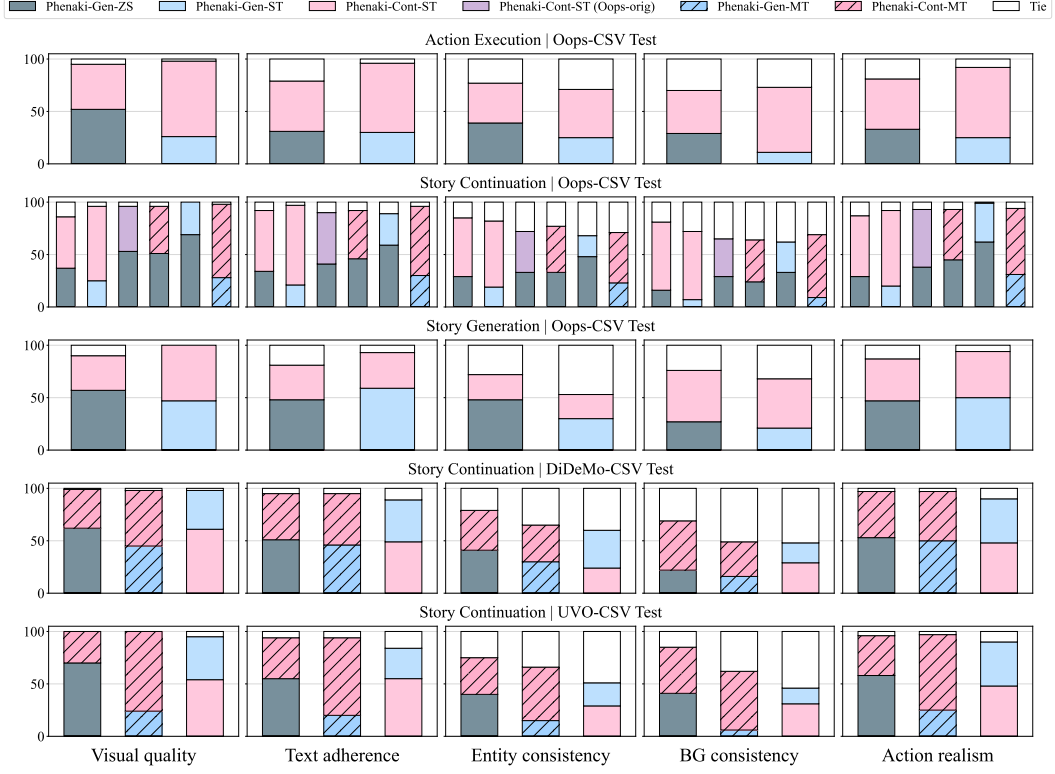 Phenaki-Gen-ZS Phenaki-Gen-ST Phenaki-Cont-ST Phenaki-Cont-ST (Oops-orig) Phenaki-Gen-MT Phenaki-Cont-MT Tie
Action Execution | Oops-CSV Test
100
50
0
Story Continuation | Oops-CSV Test
100
50
0
Story Generation | Oops-CSV Test
100
50
0
Story Continuation | DiDeMo-CSV Test
100
50
0
Story Continuation | UVO-CSV Test
100
50
0
Visual quality Text adherence Entity consistency BG consistency Action realism